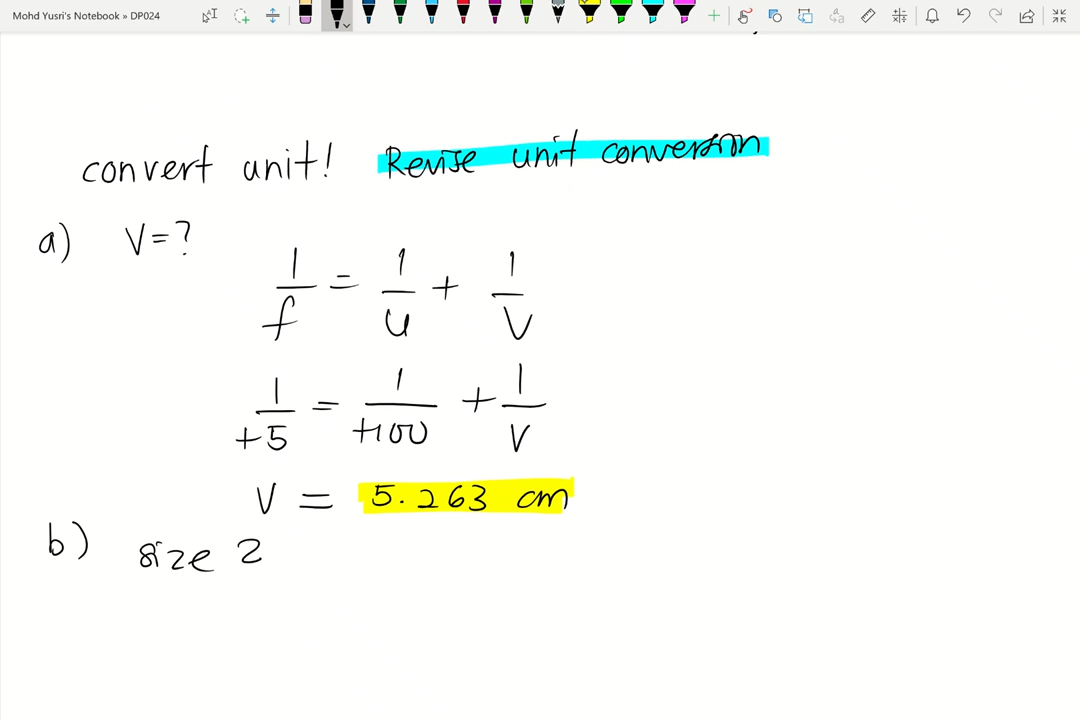 Mohd Yusri's Notebook » DP024
convert unit! Revise unit conversion
a) V=?
1/f = 1/u + 1/V
1/+5 = 1/+100 + 1/V
V = 5.263 cm
b) size 2